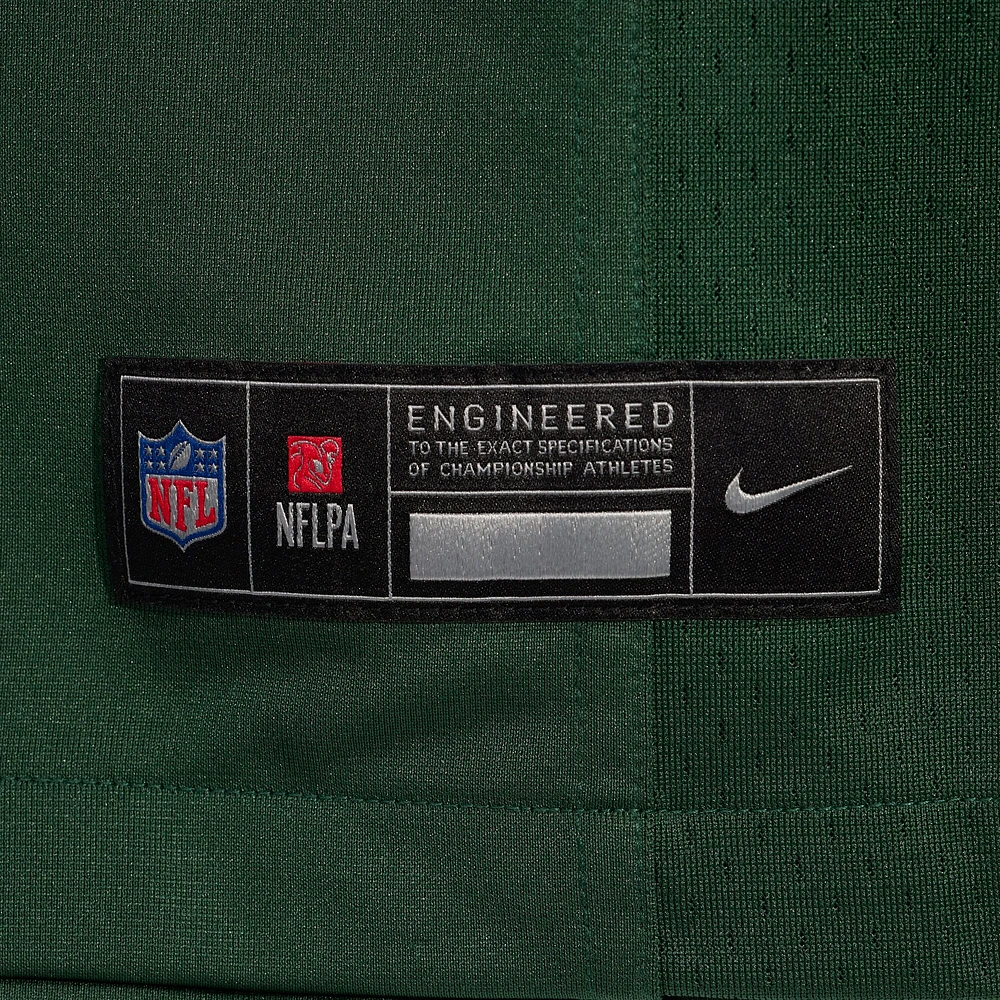 NFL
NFLPA
ENGINEERED
TO THE EXACT SPECIFICATIONS
OF CHAMPIONSHIP ATHLETES